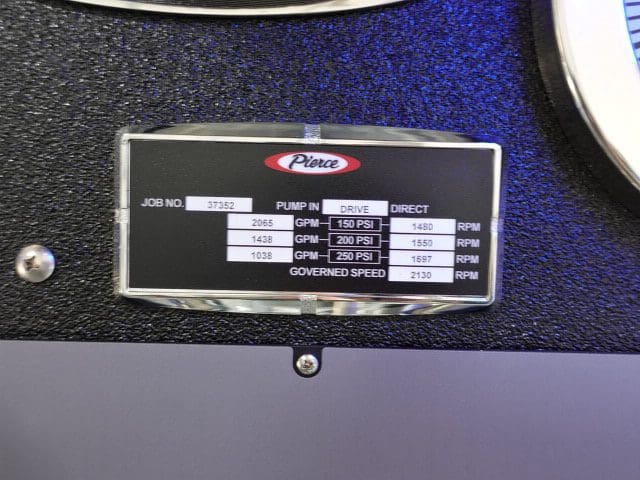 Pierce
JOB NO. 37352 PUMP IN DRIVE DIRECT
2065 GPM 150 PSI 1480 RPM
1438 GPM 200 PSI 1550 RPM
1038 GPM 250 PSI 1697 RPM
GOVERNED SPEED 2130 RPM